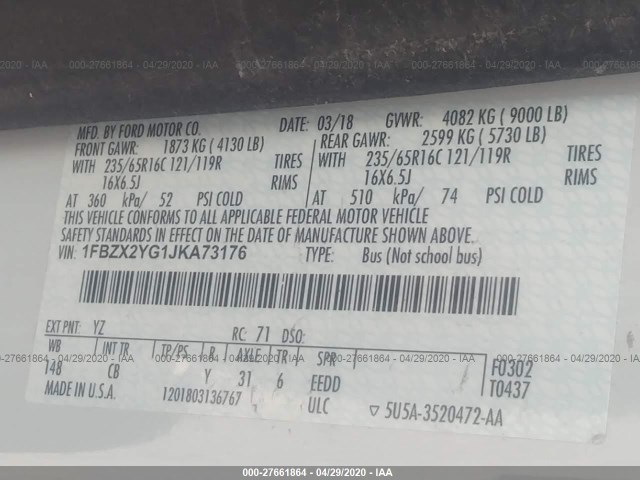 000-27661864 - 04/29/2020 - IAA
MFD. BY FORD MOTOR CO.
DATE: 03/18 GVWR: 4082 KG ( 9000 LB)
FRONT GAWR: 1873 KG ( 4130 LB)
REAR GAWR: 2599 KG ( 5730 LB)
WITH 235/65R16C 121/119R TIRES
WITH 235/65R16C 121/119R TIRES
16X6.5J RIMS
16X6.5J RIMS
AT 360 kPa/ 52 PSI COLD
AT 510 kPa/ 74 PSI COLD
THIS VEHICLE CONFORMS TO ALL APPLICABLE FEDERAL MOTOR VEHICLE
SAFETY STANDARDS IN EFFECT ON THE DATE OF MANUFACTURE SHOWN ABOVE.
VIN: 1FBZX2YG1JKA73176 TYPE: Bus (Not school bus)
EXT PNT: YZ RC: 71 DSO:
WB INT TR TP/PS R AXLE TR SPR
148 CB Y 31 6 EEDD
F0302
T0437
MADE IN U.S.A. 1201803136767 ULC
▽ 5U5A-3520472-AA
000-27661864 - 04/29/2020 - IAA